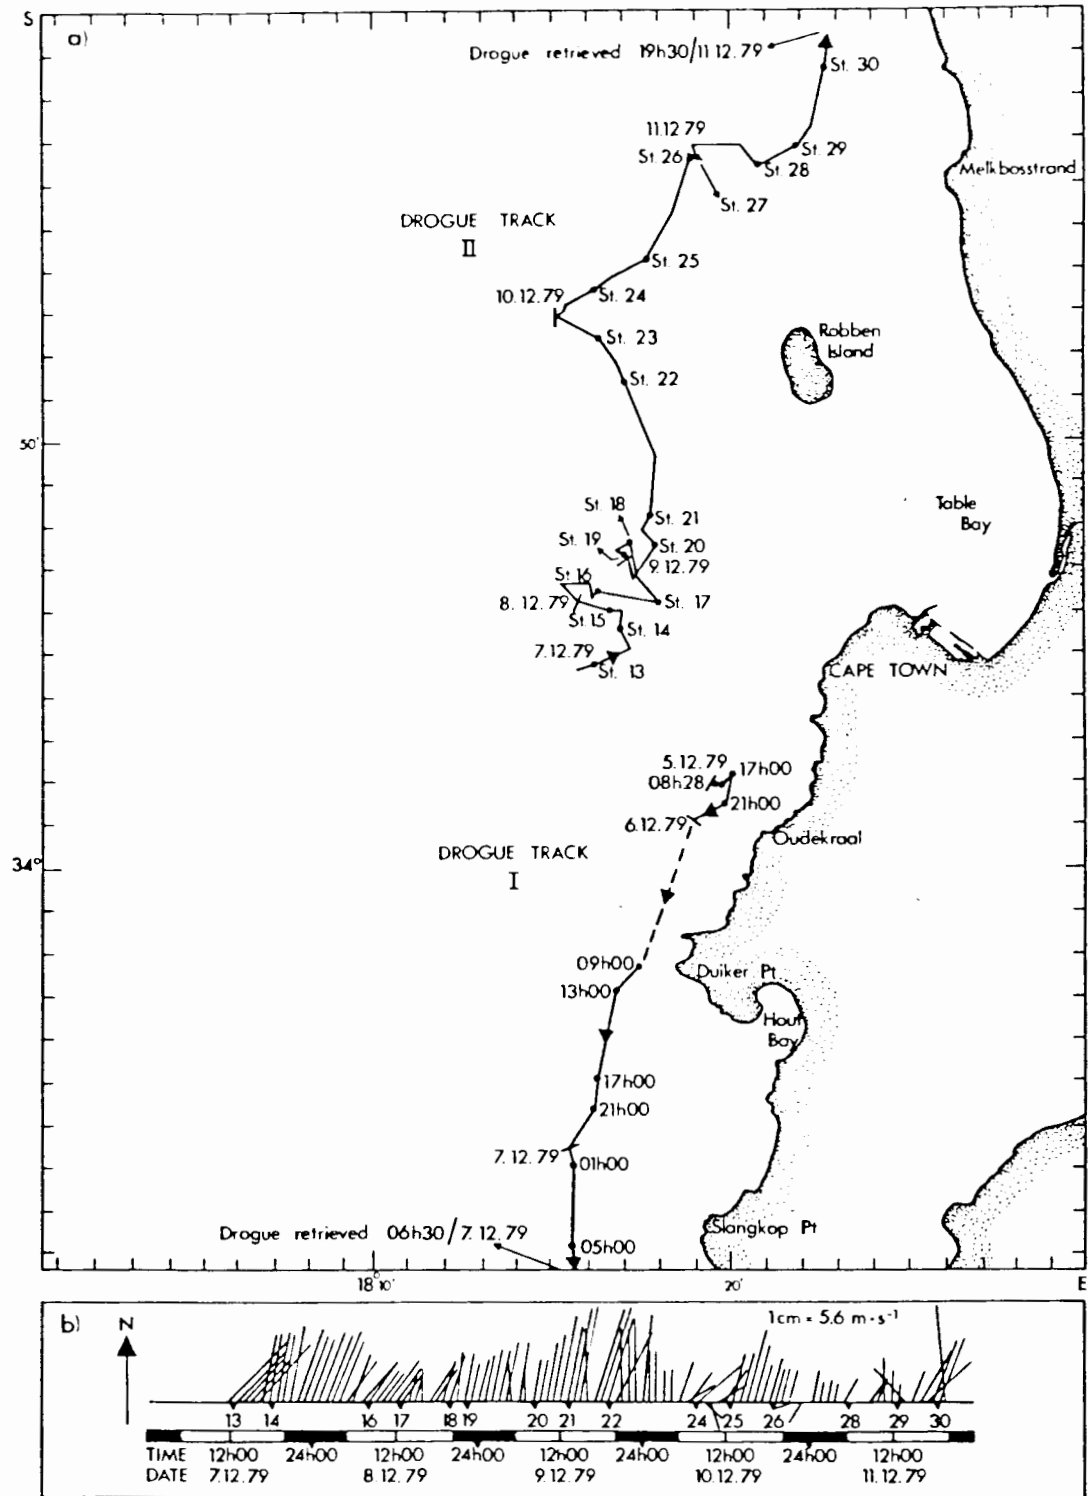 S
a)
Drogue retrieved 19h30/11 12.79
St. 30
11.12 79
St. 26
St. 29
St. 28
Melkbosstrand
St. 27
DROGUE TRACK
II
St. 25
10.12.79
St. 24
St. 23
Robben
Island
St. 22
50'
St. 18
St. 21
Table
Bay
St. 19
St. 20
9.12.79
St.16
8.12.79
St. 17
St.15
St. 14
7.12.79
St. 13
CAPE TOWN
5.12.79
17h00
08h28
21h00
6.12.79
Oudekraal
DROGUE TRACK
I
34°
09h00
Duiker Pt
13h00
Hout
Bay
17h00
21h00
7.12.79
01h00
Drogue retrieved 06h30/7.12.79
Slangkop Pt
05h00
18°10'
20'
E
b)
N
1cm = 5.6 m·s⁻¹
13 14 16 17 18 19 20 21 22 24 25 26 28 29 30
TIME 12h00 24h00 12h00 24h00 12h00 24h00 12h00 24h00 12h00
DATE 7.12.79 8.12.79 9.12.79 10.12.79 11.12.79